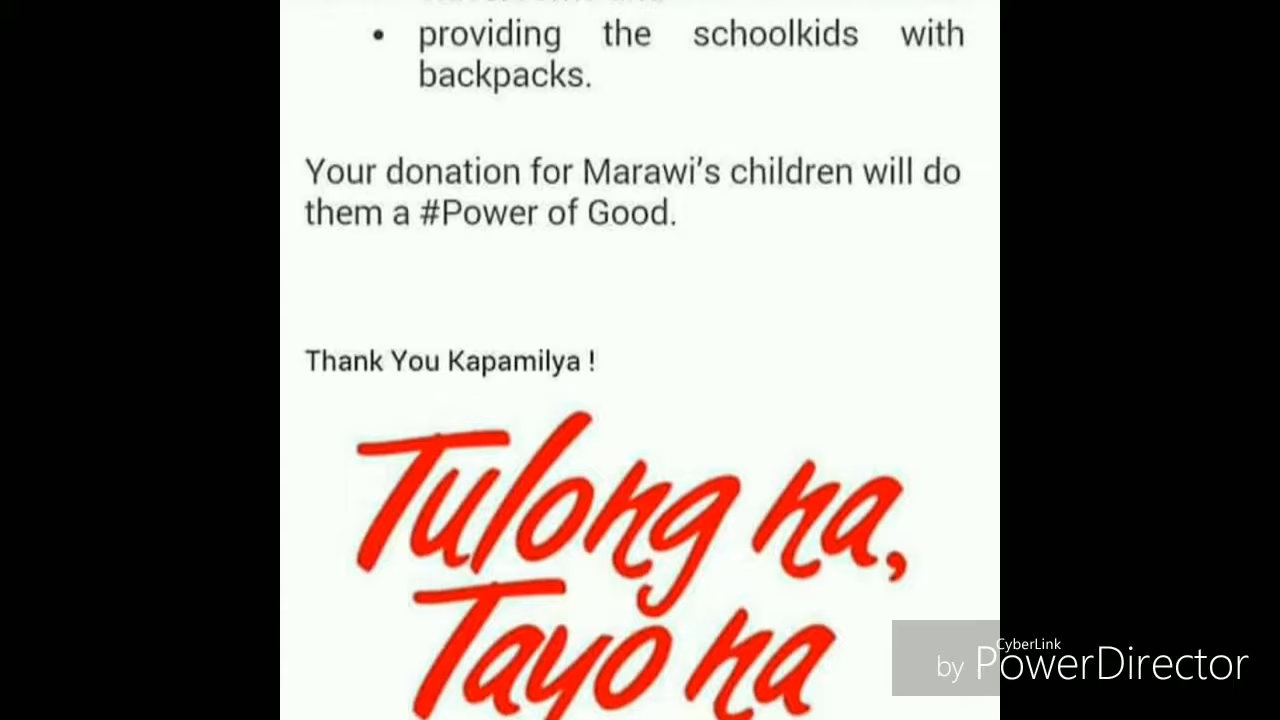 • providing the schoolkids with
backpacks.
Your donation for Marawi's children will do
them a #Power of Good.
Thank You Kapamilya !
Tulong na,
Tayo na
CyberLink
by PowerDirector